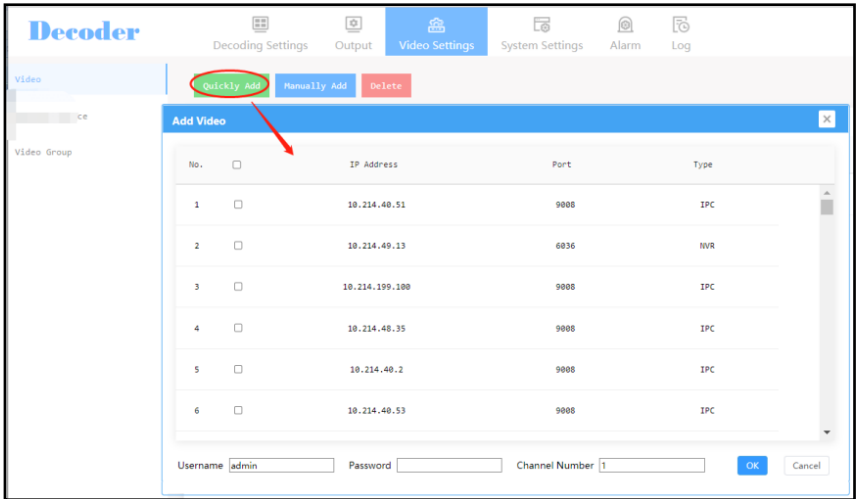 Decoder
Decoding Settings Output Video Settings System Settings Alarm Log
Video
Quickly Add Manually Add Delete
ce
Add Video
Video Group
No. IP Address Port Type
1 10.214.40.51 9008 IPC
2 10.214.49.13 6036 NVR
3 10.214.199.100 9008 IPC
4 10.214.48.35 9008 IPC
5 10.214.40.2 9008 IPC
6 10.214.40.53 9008 IPC
Username admin Password Channel Number 1 OK Cancel